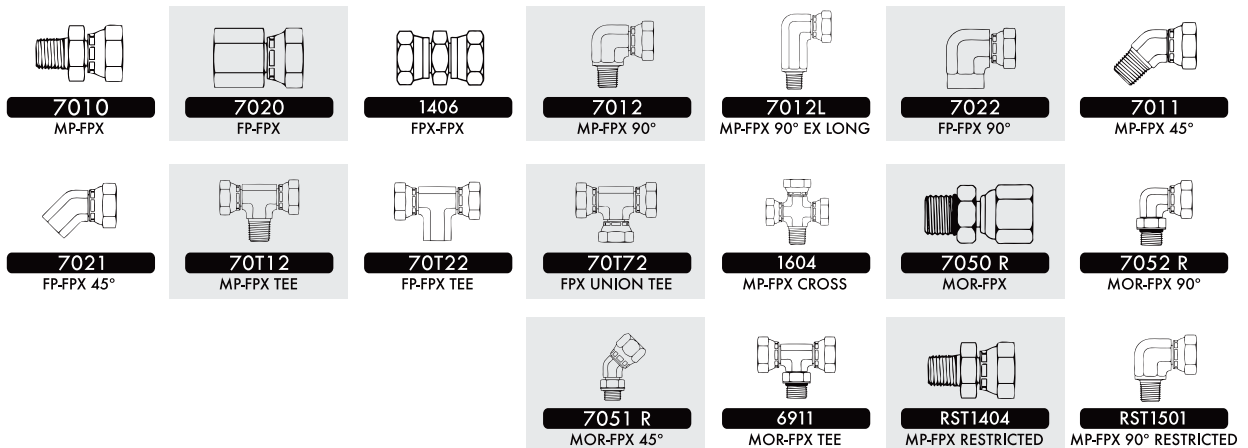 7010
MP-FPX
7020
FP-FPX
1406
FPX-FPX
7012
MP-FPX 90°
7012L
MP-FPX 90° EX LONG
7022
FP-FPX 90°
7011
MP-FPX 45°
7021
FP-FPX 45°
70T12
MP-FPX TEE
70T22
FP-FPX TEE
70T72
FPX UNION TEE
1604
MP-FPX CROSS
7050 R
MOR-FPX
7052 R
MOR-FPX 90°
7051 R
MOR-FPX 45°
6911
MOR-FPX TEE
RST1404
MP-FPX RESTRICTED
RST1501
MP-FPX 90° RESTRICTED